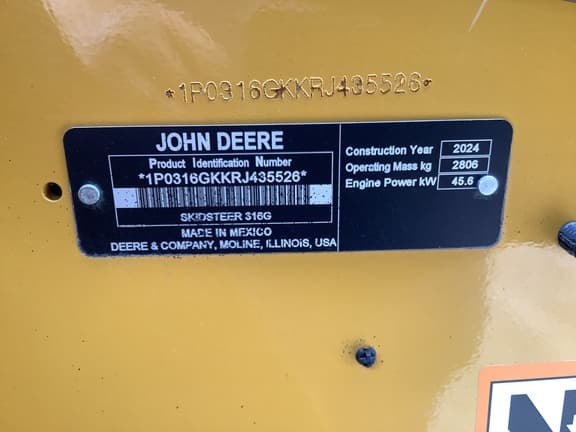 *1P0316GKKRJ435526*
JOHN DEERE
Product Identification Number
*1P0316GKKRJ435526*
SKIDSTEER 316G
MADE IN MEXICO
DEERE & COMPANY, MOLINE, ILLINOIS, USA
Construction Year 2024
Operating Mass kg 2806
Engine Power kW 45.6